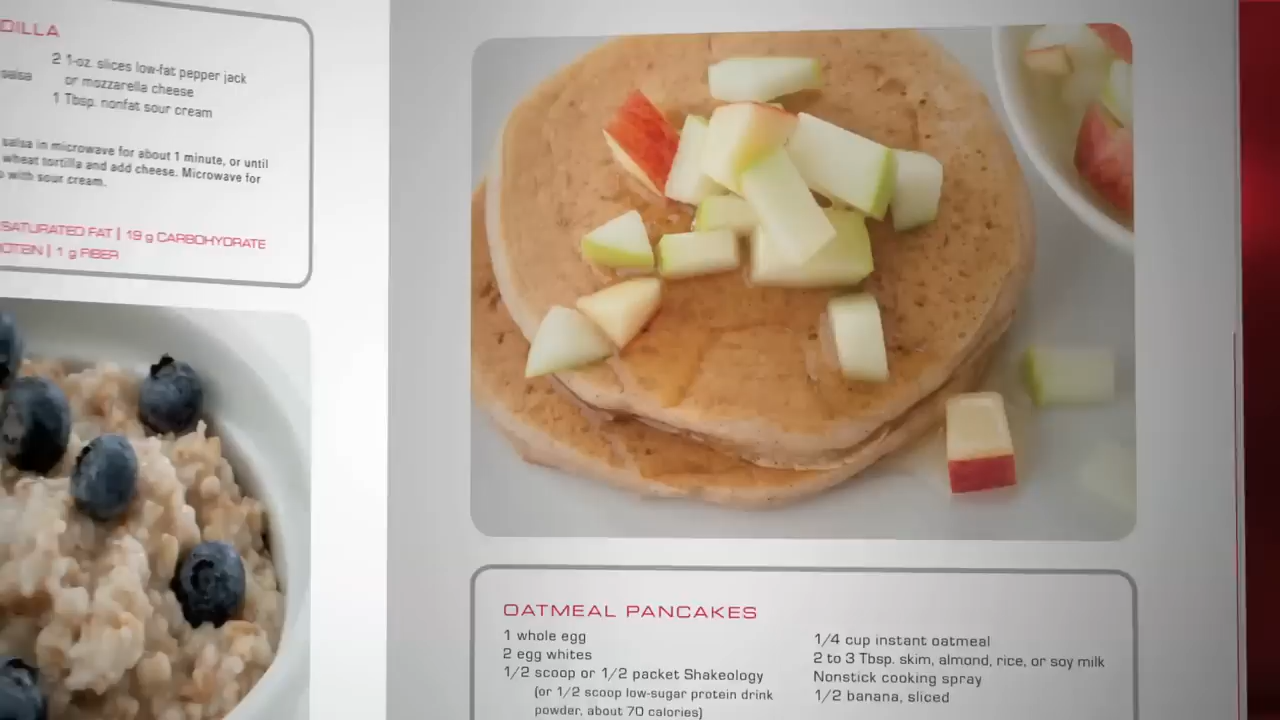 DILLA
2 1-oz. slices low-fat pepper jack
salsa
or mozzarella cheese
1 Tbsp. nonfat sour cream
salsa in microwave for about 1 minute, or until
wheat tortilla and add cheese. Microwave for
with sour cream.
SATURATED FAT | 19 g CARBOHYDRATE
OTEIN | 1 g FIBER
OATMEAL PANCAKES
1 whole egg
2 egg whites
1/2 scoop or 1/2 packet Shakeology
(or 1/2 scoop low-sugar protein drink
powder, about 70 calories)
1/4 cup instant oatmeal
2 to 3 Tbsp. skim, almond, rice, or soy milk
Nonstick cooking spray
1/2 banana, sliced